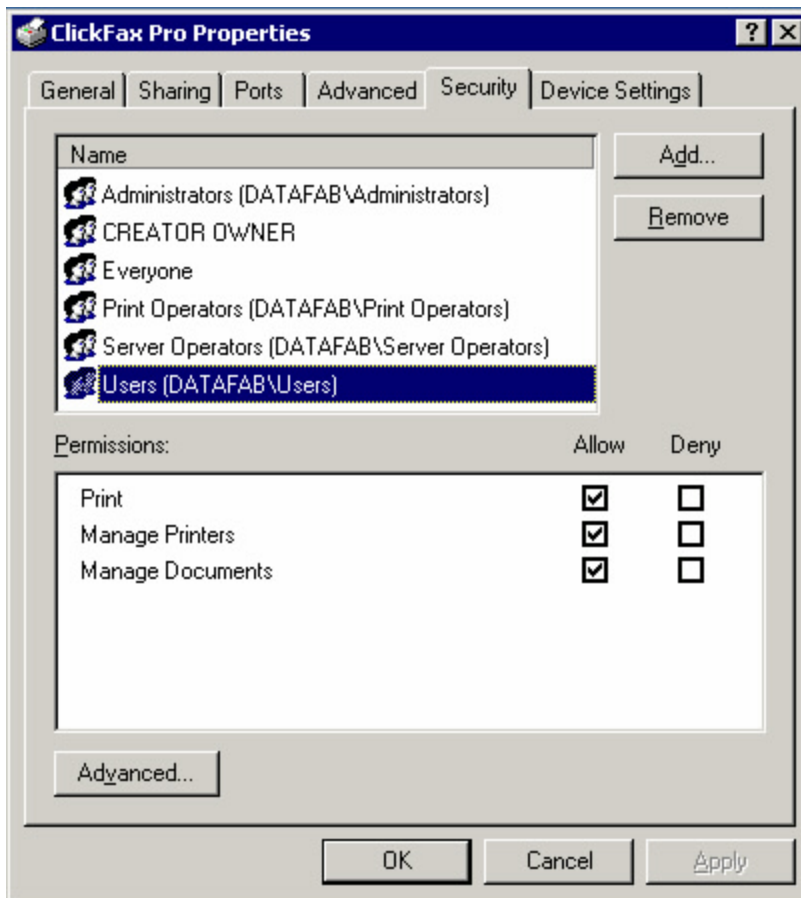 ClickFax Pro Properties
General Sharing Ports Advanced Security Device Settings
Name
Add...
Administrators (DATAFAB\Administrators)
CREATOR OWNER
Remove
Everyone
Print Operators (DATAFAB\Print Operators)
Server Operators (DATAFAB\Server Operators)
Users (DATAFAB\Users)
Permissions: Allow Deny
Print
Manage Printers
Manage Documents
Advanced...
OK Cancel Apply